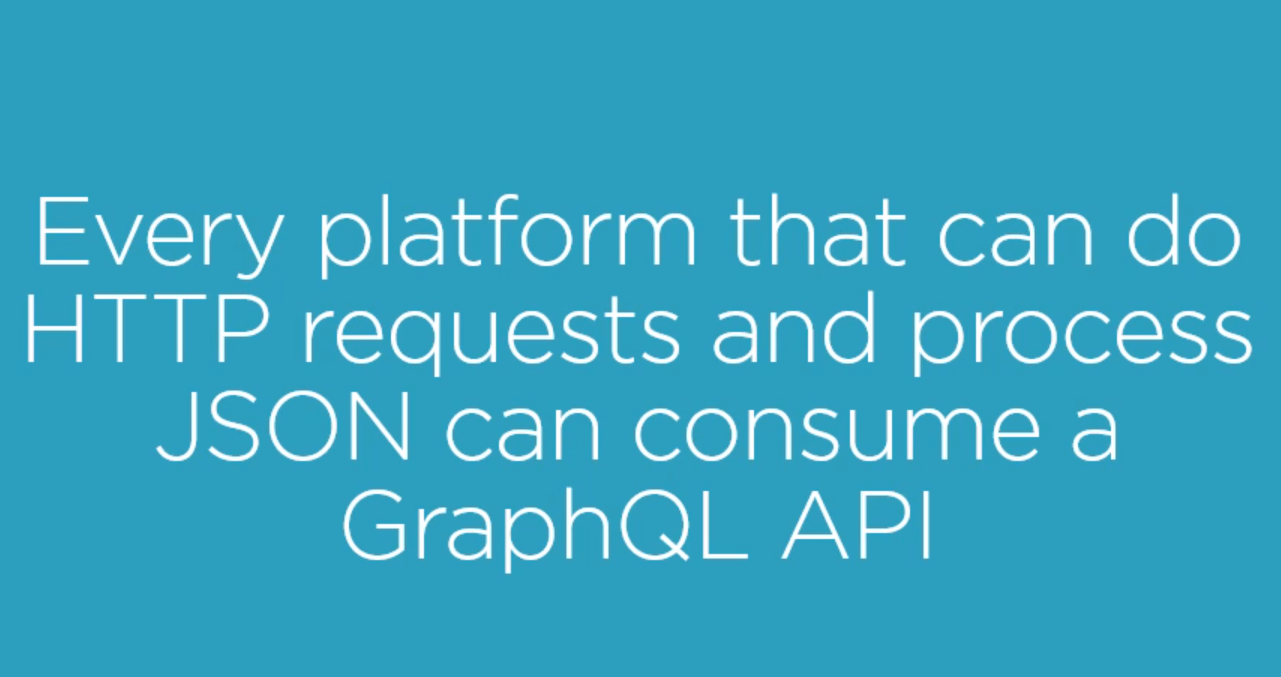 Every platform that can do
HTTP requests and process
JSON can consume a
GraphQL API